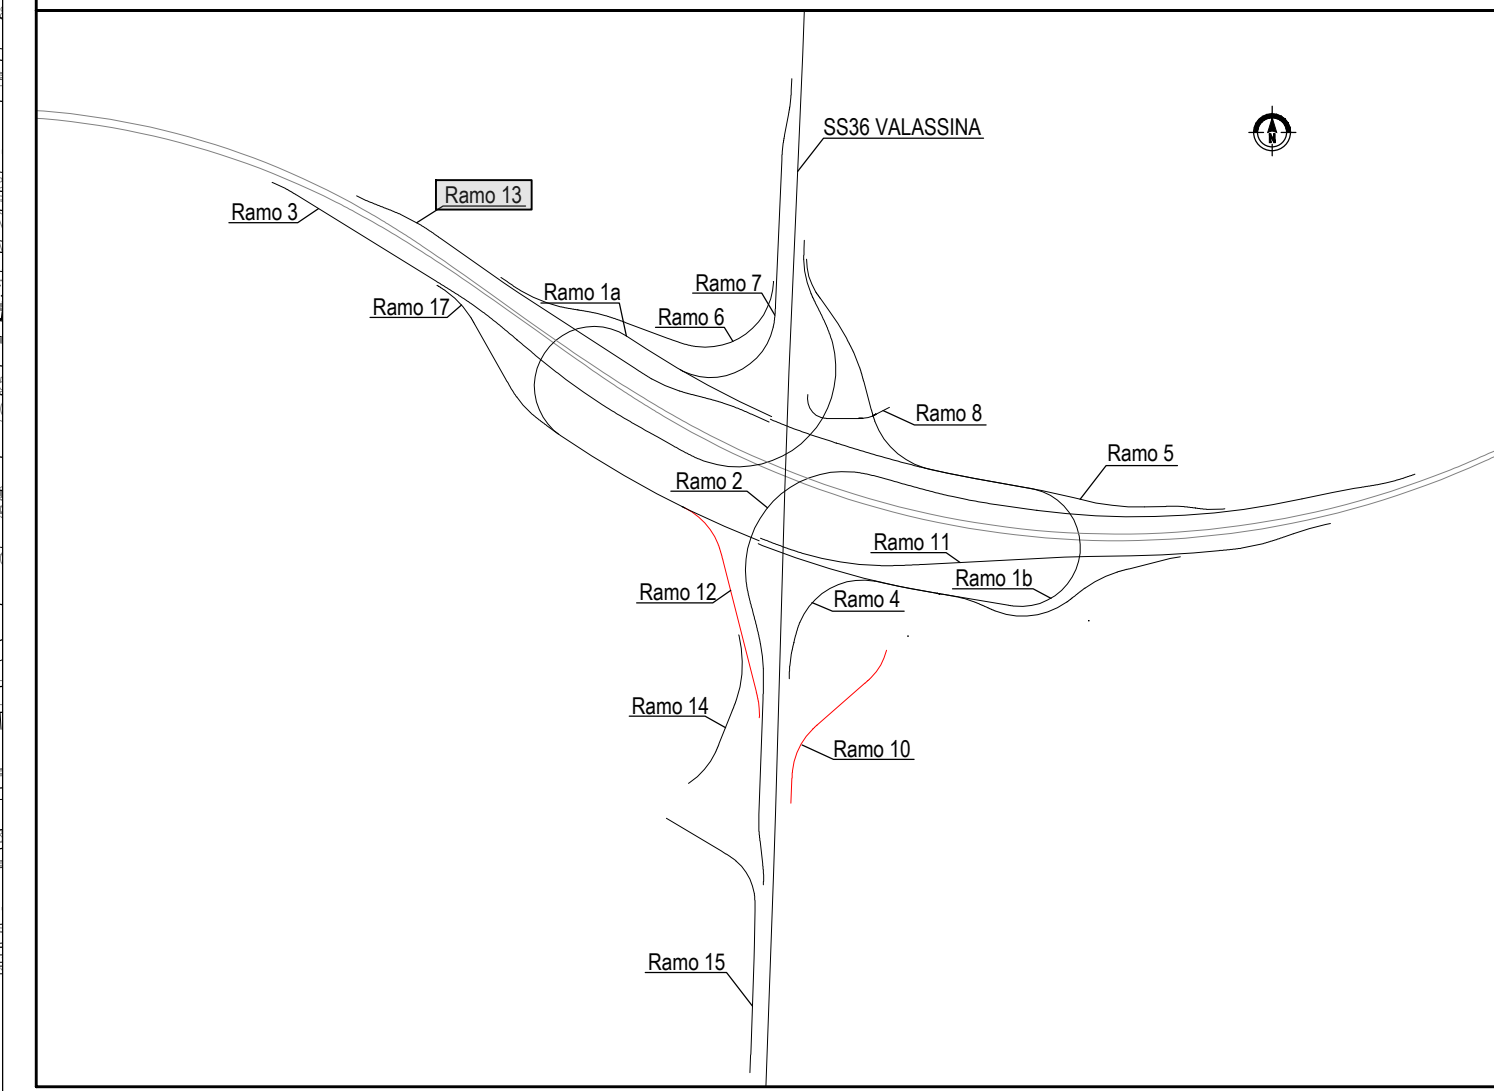 SS36 VALASSINA
N
Ramo 13
Ramo 3
Ramo 7
Ramo 1a
Ramo 17
Ramo 6
Ramo 8
Ramo 5
Ramo 2
Ramo 11
Ramo 1b
Ramo 12
Ramo 4
Ramo 14
Ramo 10
Ramo 15